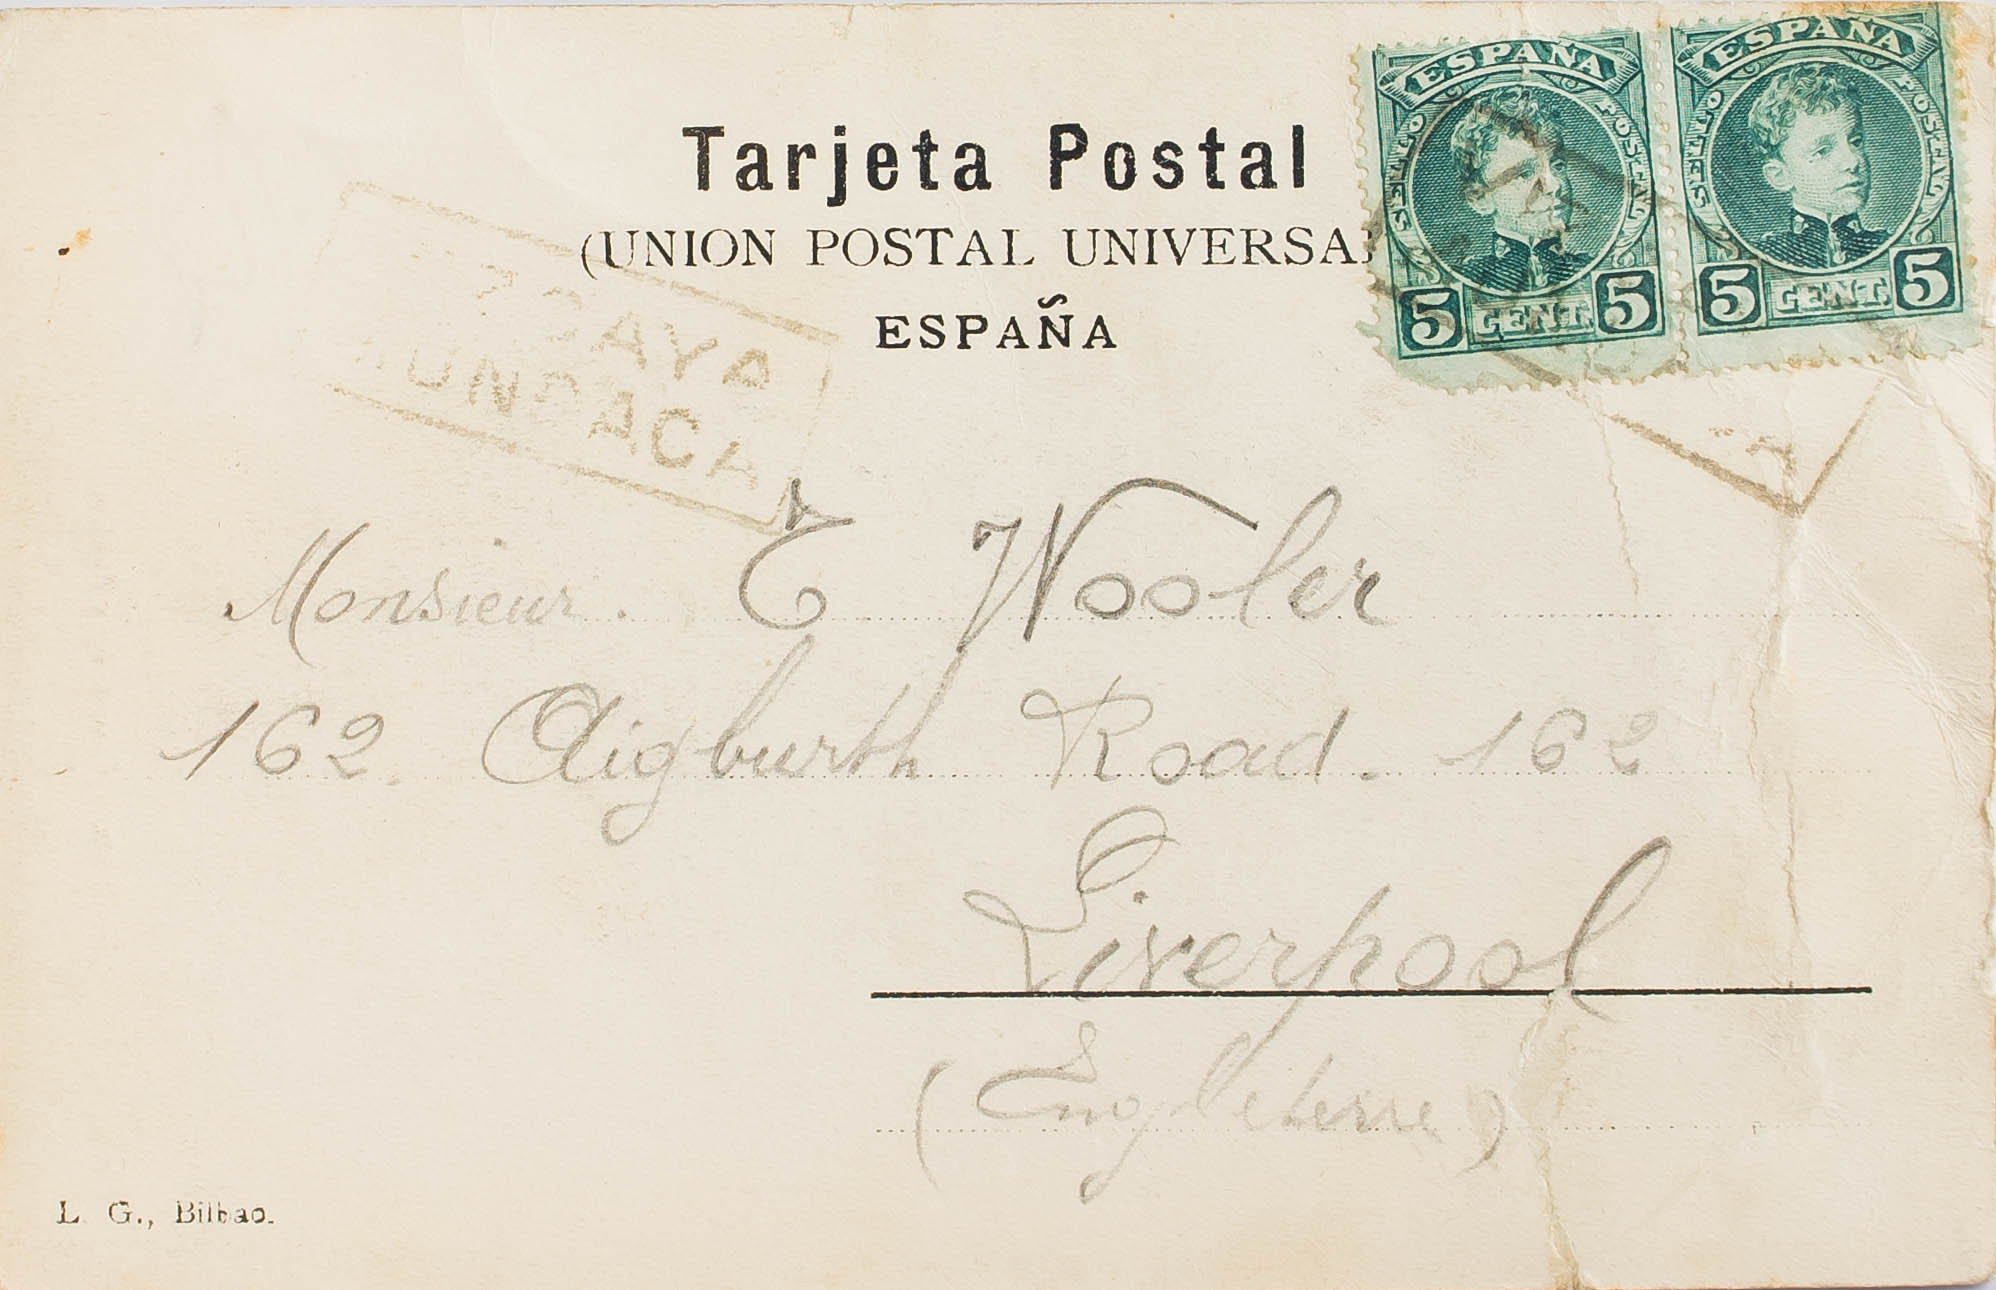 ESPAÑA ESPAÑA
SELLO POSTAL SELLO POSTAL
5 CENT. 5 5 CENT. 5
Tarjeta Postal
(UNION POSTAL UNIVERSA
ESPAÑA
Monsieur. E Wooler
162. Aigburth Road. 162
Liverpool
(Engleterre)
L. G., Bilbao.